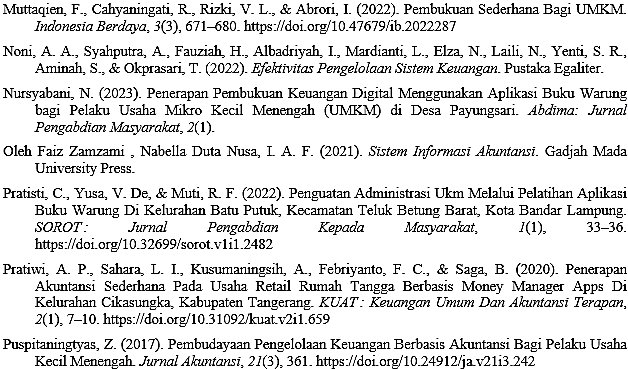 Muttaqien, F., Cahyaningati, R., Rizki, V. L., & Abrori, I. (2022). Pembukuan Sederhana Bagi UMKM.
Indonesia Berdaya, 3(3), 671–680. https://doi.org/10.47679/ib.2022287
Noni, A. A., Syahputra, A., Fauziah, H., Albadriyah, I., Mardianti, L., Elza, N., Laili, N., Yenti, S. R.,
Aminah, S., & Okprasari, T. (2022). Efektivitas Pengelolaan Sistem Keuangan. Pustaka Egaliter.
Nursyabani, N. (2023). Penerapan Pembukuan Keuangan Digital Menggunakan Aplikasi Buku Warung
bagi Pelaku Usaha Mikro Kecil Menengah (UMKM) di Desa Payungsari. Abdima: Jurnal
Pengabdian Masyarakat, 2(1).
Oleh Faiz Zamzami , Nabella Duta Nusa, I. A. F. (2021). Sistem Informasi Akuntansi. Gadjah Mada
University Press.
Pratisti, C., Yusa, V. De, & Muti, R. F. (2022). Penguatan Administrasi Ukm Melalui Pelatihan Aplikasi
Buku Warung Di Kelurahan Batu Putuk, Kecamatan Teluk Betung Barat, Kota Bandar Lampung.
SOROT : Jurnal Pengabdian Kepada Masyarakat, 1(1), 33–36.
https://doi.org/10.32699/sorot.v1i1.2482
Pratiwi, A. P., Sahara, L. I., Kusumaningsih, A., Febriyanto, F. C., & Saga, B. (2020). Penerapan
Akuntansi Sederhana Pada Usaha Retail Rumah Tangga Berbasis Money Manager Apps Di
Kelurahan Cikasungka, Kabupaten Tangerang. KUAT : Keuangan Umum Dan Akuntansi Terapan,
2(1), 7–10. https://doi.org/10.31092/kuat.v2i1.659
Puspitaningtyas, Z. (2017). Pembudayaan Pengelolaan Keuangan Berbasis Akuntansi Bagi Pelaku Usaha
Kecil Menengah. Jurnal Akuntansi, 21(3), 361. https://doi.org/10.24912/ja.v21i3.242